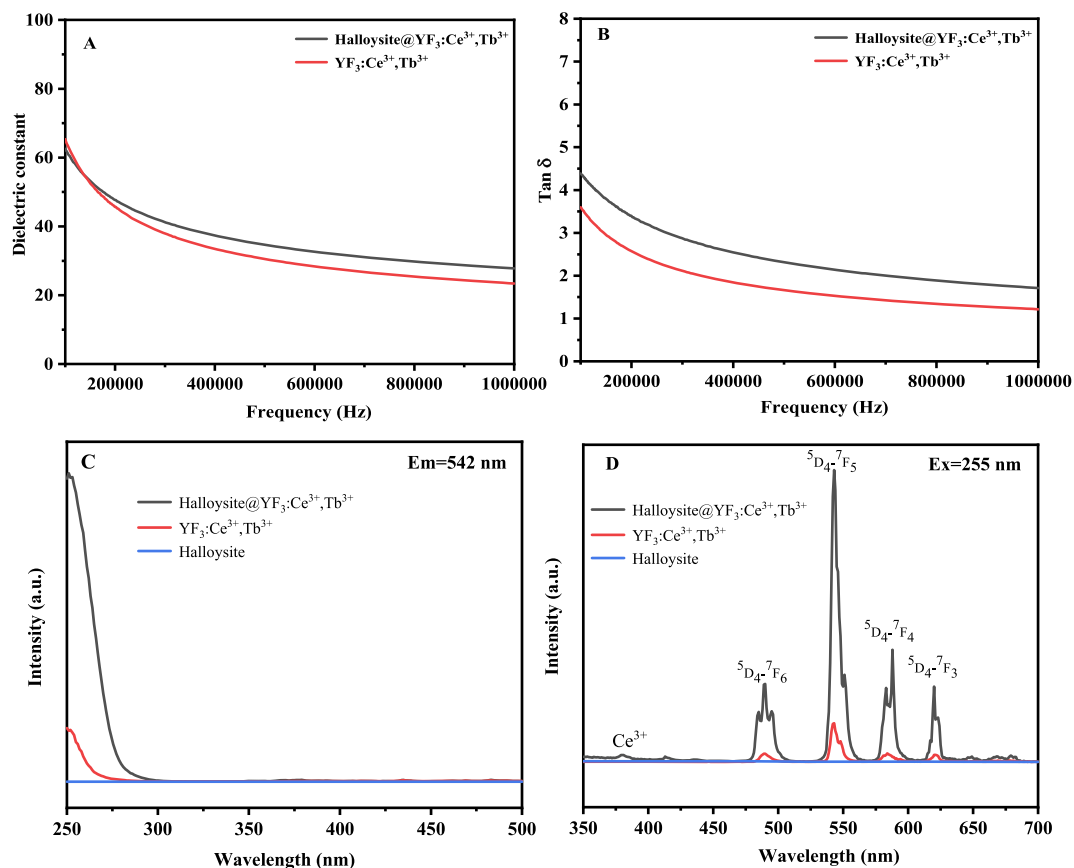 A
Halloysite@YF₃:Ce³⁺,Tb³⁺
YF₃:Ce³⁺,Tb³⁺
100
80
60
40
20
0
Dielectric constant
200000 400000 600000 800000 1000000
Frequency (Hz)
B
Halloysite@YF₃:Ce³⁺,Tb³⁺
YF₃:Ce³⁺,Tb³⁺
8
7
6
5
4
3
2
1
0
Tan δ
200000 400000 600000 800000 1000000
Frequency (Hz)
C
Em=542 nm
Halloysite@YF₃:Ce³⁺,Tb³⁺
YF₃:Ce³⁺,Tb³⁺
Halloysite
Intensity (a.u.)
250 300 350 400 450 500
Wavelength (nm)
D
Ex=255 nm
Halloysite@YF₃:Ce³⁺,Tb³⁺
YF₃:Ce³⁺,Tb³⁺
Halloysite
⁵D₄-⁷F₅
⁵D₄-⁷F₄
⁵D₄-⁷F₆
⁵D₄-⁷F₃
Ce³⁺
Intensity (a.u.)
350 400 450 500 550 600 650 700
Wavelength (nm)